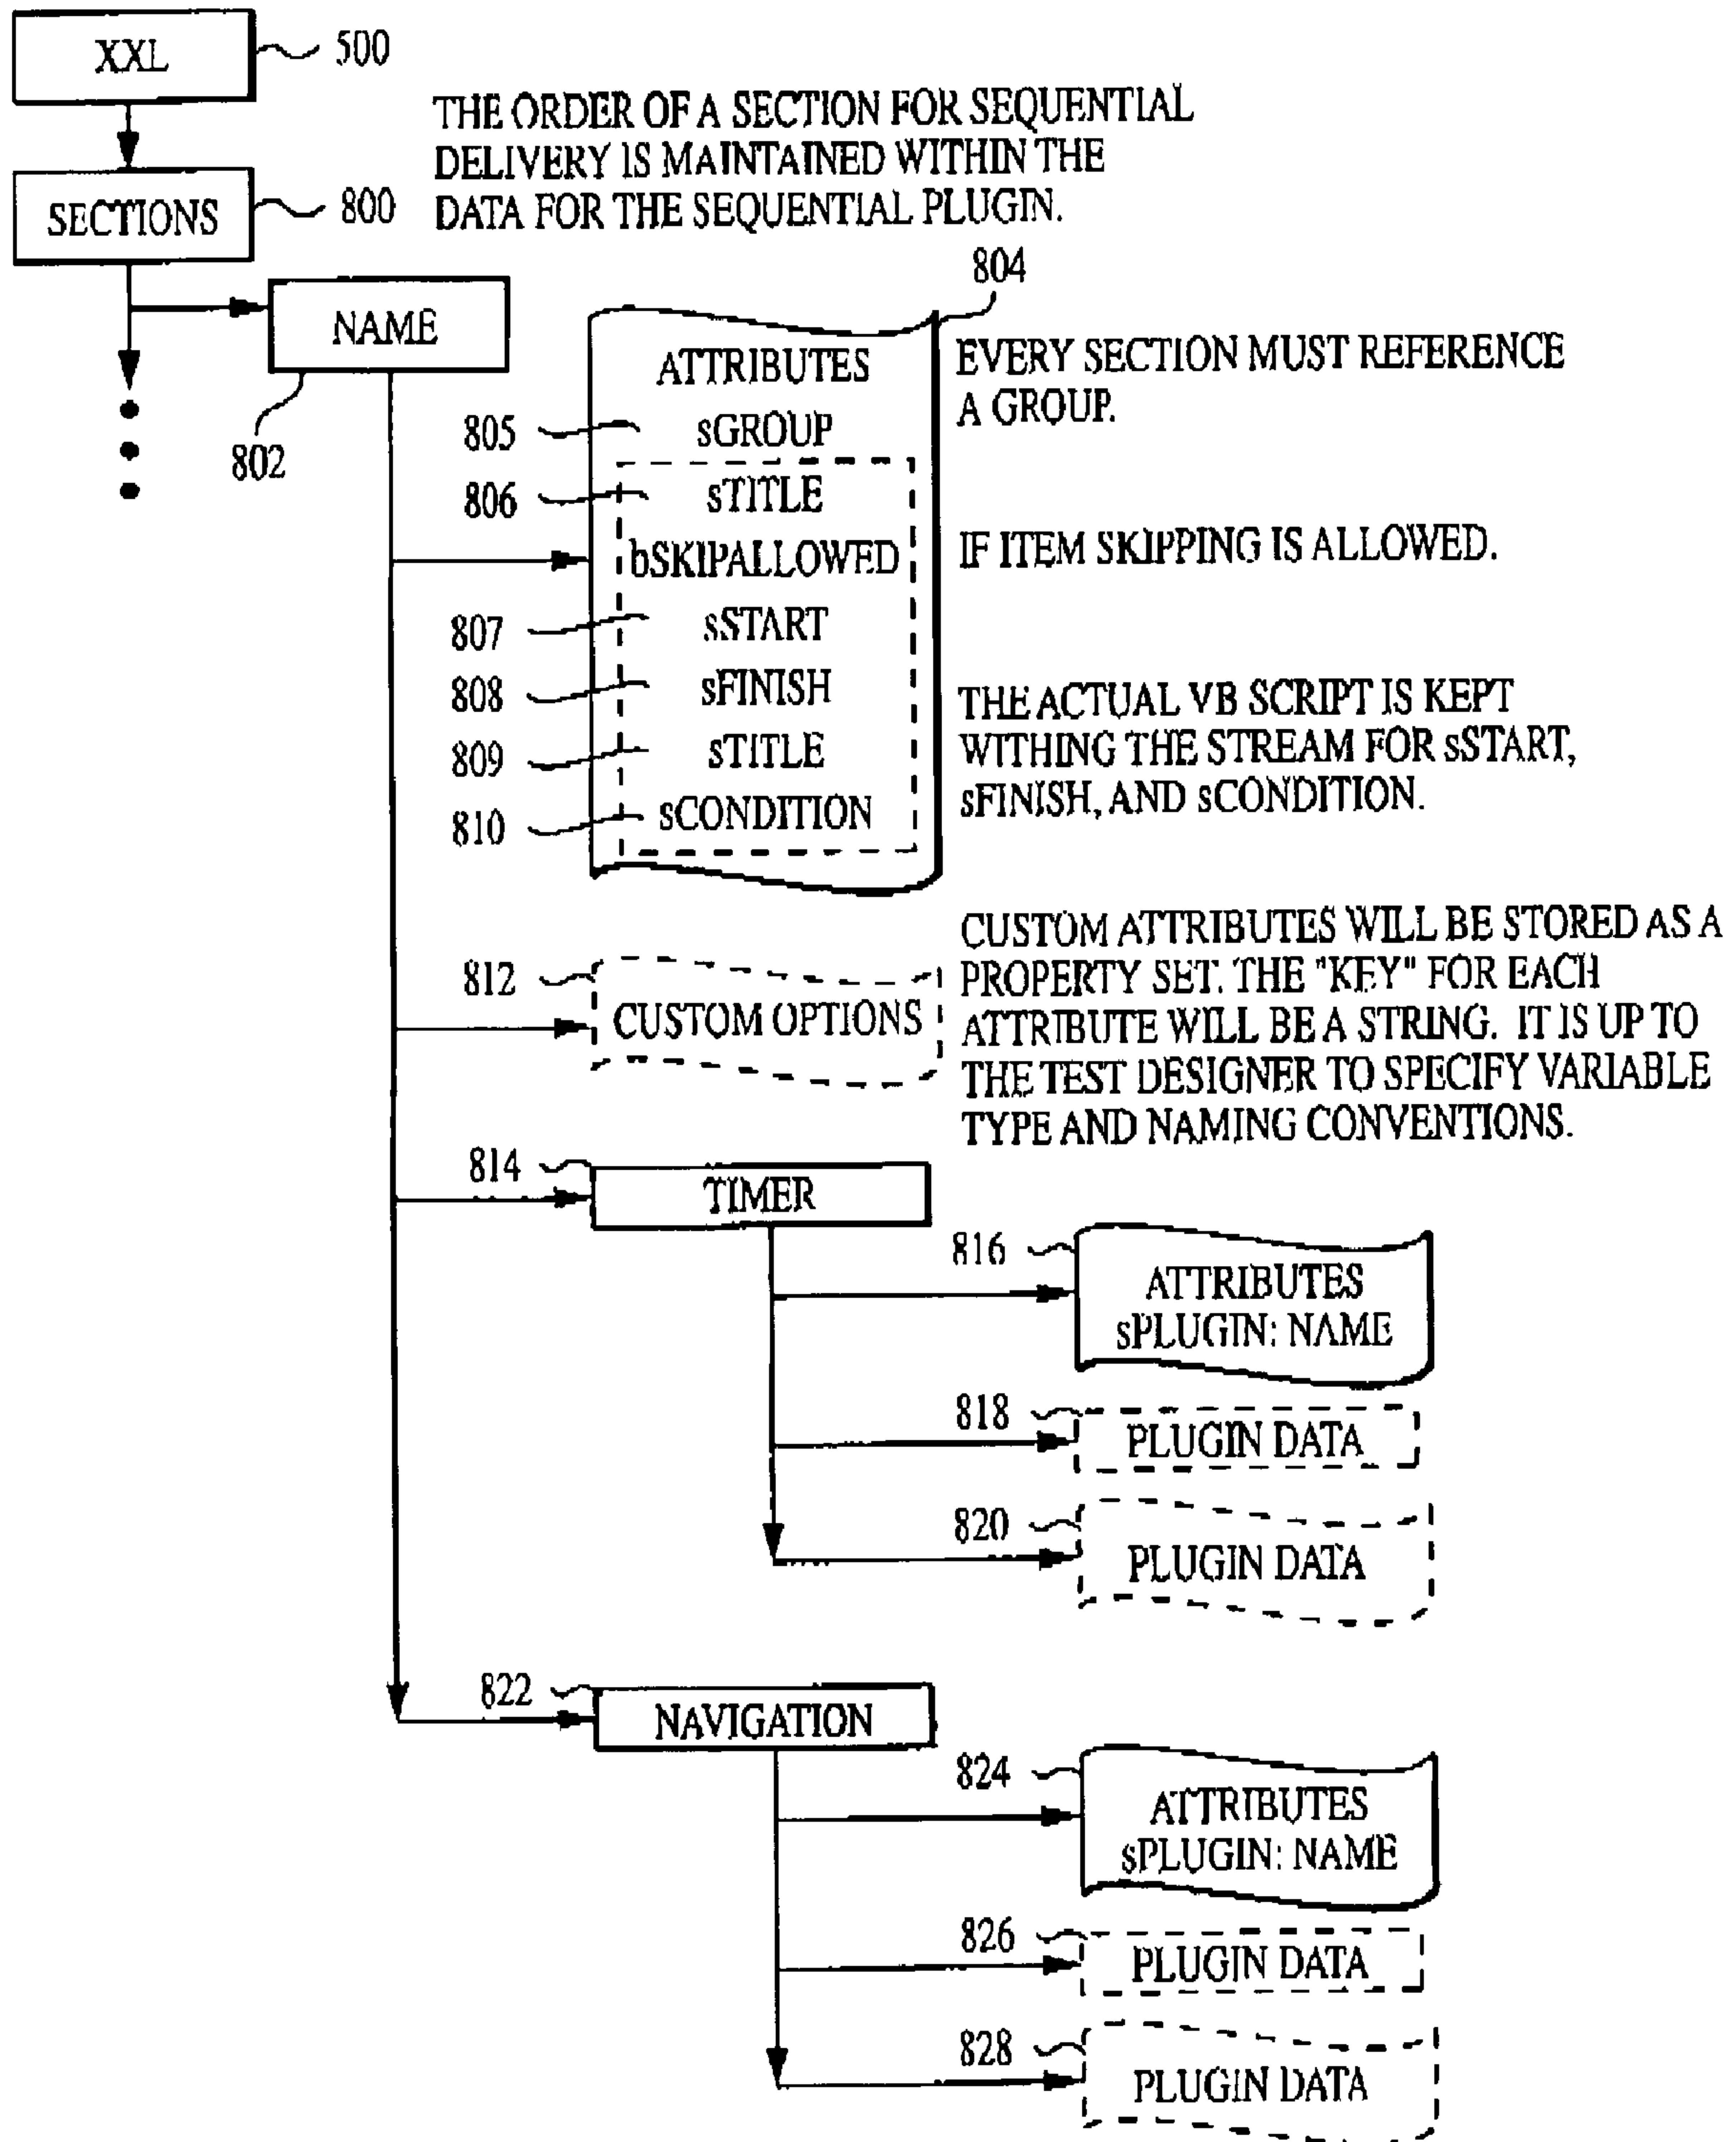 XXL
500
THE ORDER OF A SECTION FOR SEQUENTIAL
DELIVERY IS MAINTAINED WITHIN THE
DATA FOR THE SEQUENTIAL PLUGIN.
SECTIONS
800
NAME
802
804
ATTRIBUTES
EVERY SECTION MUST REFERENCE
A GROUP.
805
sGROUP
806
sTITLE
bSKIPALLOWED
IF ITEM SKIPPING IS ALLOWED.
807
sSTART
808
sFINISH
809
sTITLE
810
sCONDITION
THE ACTUAL VB SCRIPT IS KEPT
WITHING THE STREAM FOR sSTART,
sFINISH, AND sCONDITION.
812
CUSTOM OPTIONS
CUSTOM ATTRIBUTES WILL BE STORED AS A
PROPERTY SET. THE "KEY" FOR EACH
ATTRIBUTE WILL BE A STRING. IT IS UP TO
THE TEST DESIGNER TO SPECIFY VARIABLE
TYPE AND NAMING CONVENTIONS.
814
TIMER
816
ATTRIBUTES
sPLUGIN: NAME
818
PLUGIN DATA
820
PLUGIN DATA
822
NAVIGATION
824
ATTRIBUTES
sPLUGIN: NAME
826
PLUGIN DATA
828
PLUGIN DATA